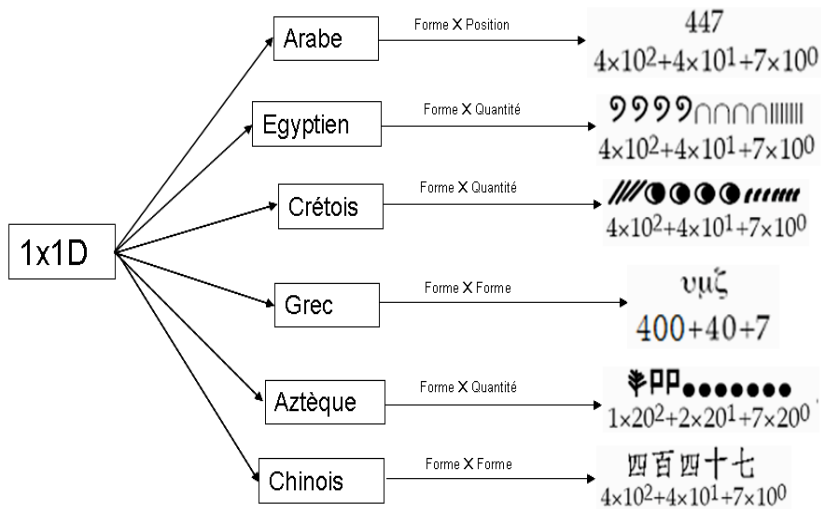 1x1D
Arabe
Forme X Position
447
4×10²+4×10¹+7×10⁰
Egyptien
Forme X Quantité
4×10²+4×10¹+7×10⁰
Crétois
Forme X Quantité
4×10²+4×10¹+7×10⁰
Grec
Forme X Forme
υμζ
400+40+7
Aztèque
Forme X Quantité
1×20²+2×20¹+7×20⁰
Chinois
Forme X Forme
四百四十七
4×10²+4×10¹+7×10⁰